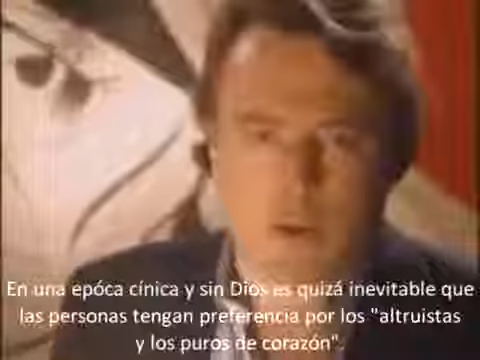 En una epóca cínica y sin Dios es quizá inevitable que
las personas tengan preferencia por los "altruistas
y los puros de corazón".